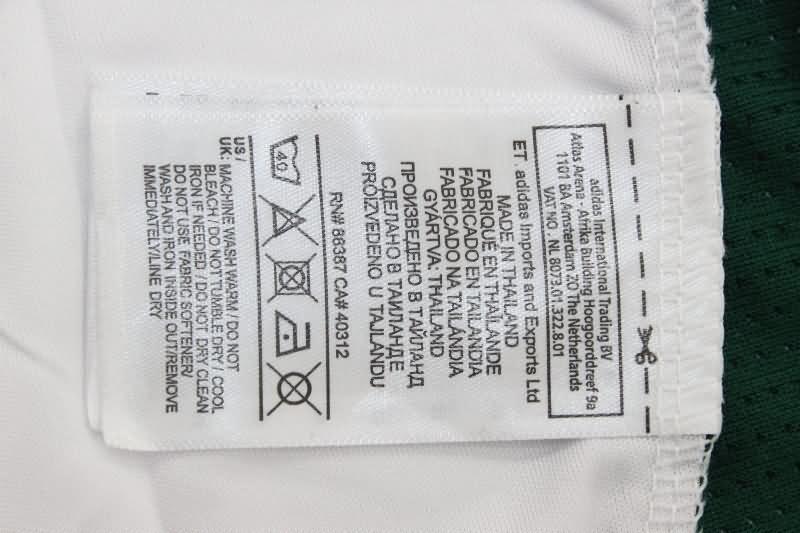 adidas International Trading BV
Atlas Arena - Afrika Building Hoogoorddreef 9a
1101 BA Amsterdam ZO The Netherlands
VAT NO. NL 8073.01.322.B.01
ET. adidas Imports and Exports Ltd
MADE IN THAILAND
FABRIQUÉ EN THAÏLANDE
FABRICADO EN TAILANDIA
FABRICADO NA TAILÂNDIA
GYÁRTVA: THAILAND
ПРОИЗВЕДЕНО В ТАЙЛАНД
СДЕЛАНО В ТАИЛАНДЕ
PROIZVEDENO U TAJLANDU
RN# 86387 CA# 40312
40
US /
UK: MACHINE WASH WARM / DO NOT
BLEACH / DO NOT TUMBLE DRY / COOL
IRON IF NEEDED / DO NOT DRY CLEAN
DO NOT USE FABRIC SOFTENER/
WASH AND IRON INSIDE OUT/REMOVE
IMMEDIATELY/LINE DRY